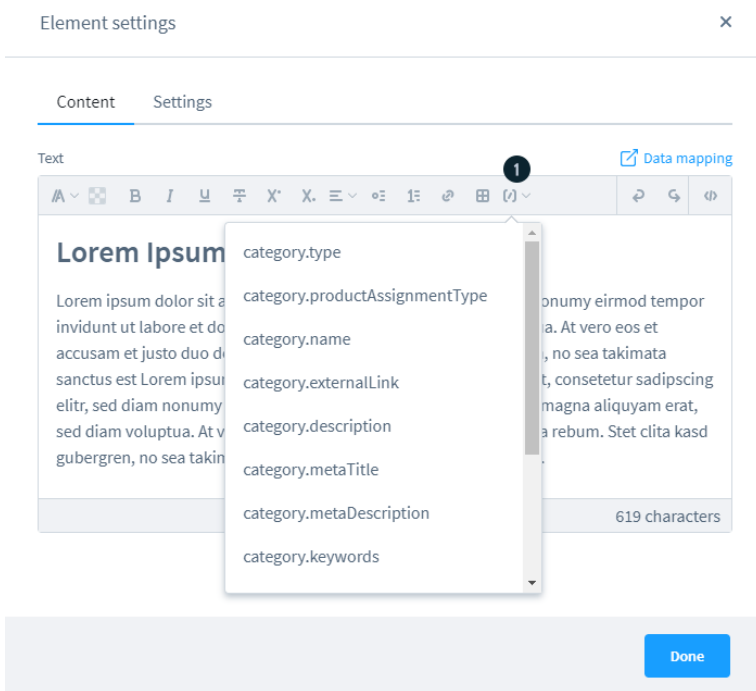 Element settings
Content Settings
Text
Data mapping
1
A B I U T X• X.
Lorem Ipsum
Lorem ipsum dolor sit a onumy eirmod tempor
invidunt ut labore et do a. At vero eos et
accusam et justo duo d , no sea takimata
sanctus est Lorem ipsu t, consetetur sadipscing
elitr, sed diam nonumy magna aliquyam erat,
sed diam voluptua. At v a rebum. Stet clita kasd
gubergren, no sea takin .
category.type
category.productAssignmentType
category.name
category.externalLink
category.description
category.metaTitle
category.metaDescription
category.keywords
619 characters
Done